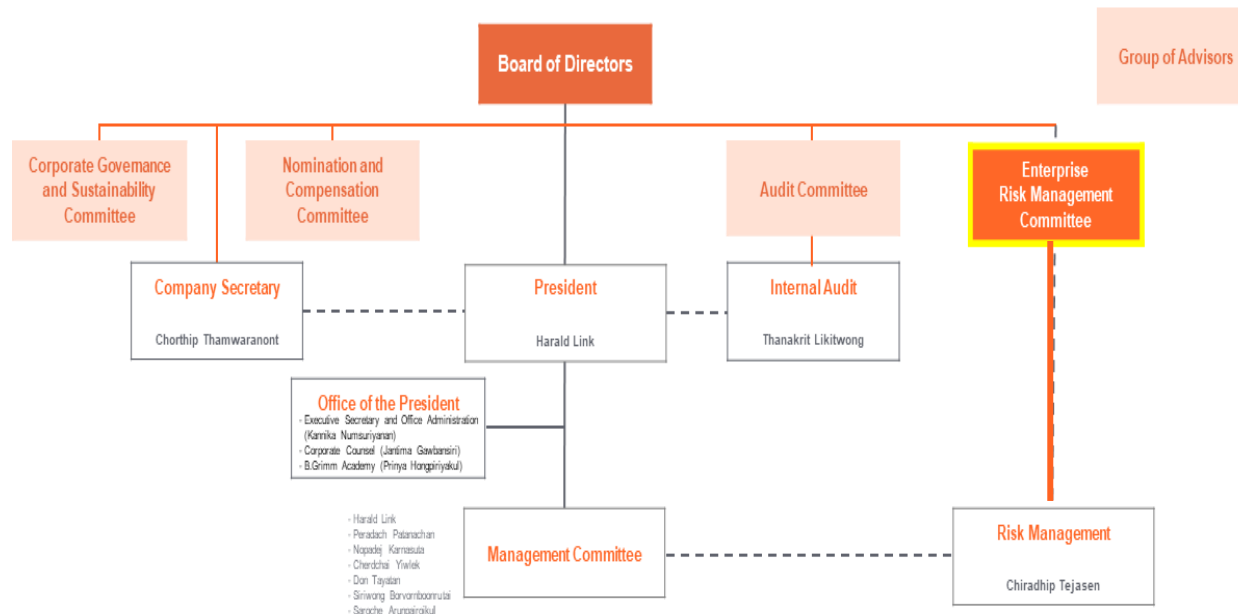 Board of Directors
Group of Advisors
Corporate Governance
and Sustainability
Committee
Nomination and
Compensation
Committee
Audit Committee
Enterprise
Risk Management
Committee
Company Secretary
Chorthip Thamwaranont
President
Harald Link
Internal Audit
Thanakrit Likitwong
Office of the President
- Executive Secretary and Office Administration
(Kannika Numsuriyanan)
- Corporate Counsel (Jantima Gawbansiri)
- B.Grimm Academy (Prinya Hongpiriyakul)
- Harald Link
- Peradach Patanachan
- Nopadej Karnasuta
- Cherdchai Yiwlek
- Don Tayatan
- Siriwong Borvornboonrutai
- Saroche Arunpairojkul
Management Committee
Risk Management
Chiradhip Tejasen